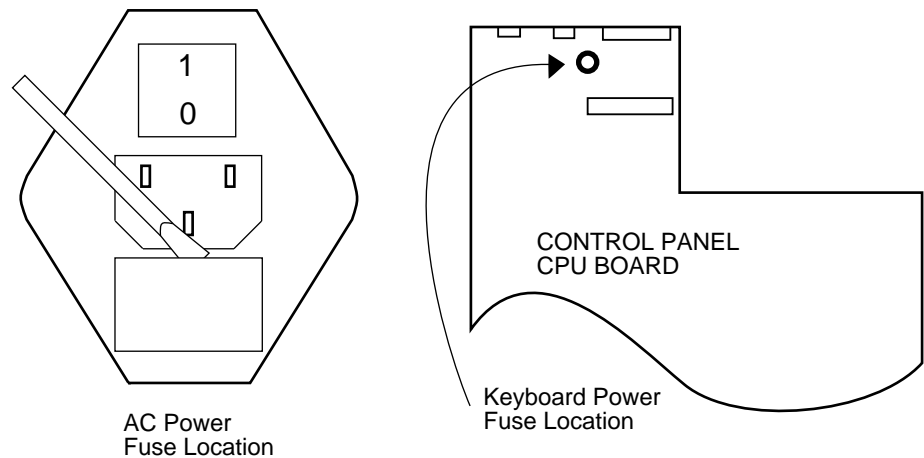 1
0
AC Power
Fuse Location
CONTROL PANEL
CPU BOARD
Keyboard Power
Fuse Location